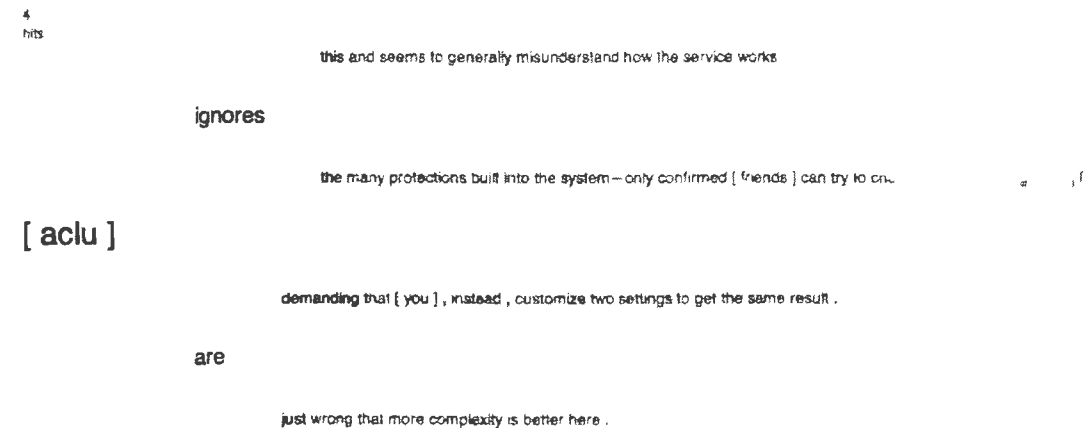 4
hits
this and seems to generally misunderstand how the service works
ignores
the many protections built into the system – only confirmed [ friends ] can try to
[ aclu ]
demanding that [ you ] , instead , customize two settings to get the same result .
are
just wrong that more complexity is better here .